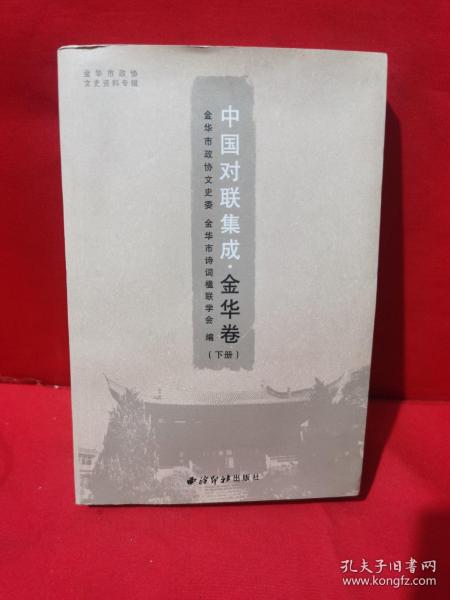 金华市政协
文史资料专辑
中国对联集成·金华卷
（下册）
金华市政协文史委 金华市诗词楹联学会 编
西泠印社出版社
孔夫子旧书网
www.kongfz.com